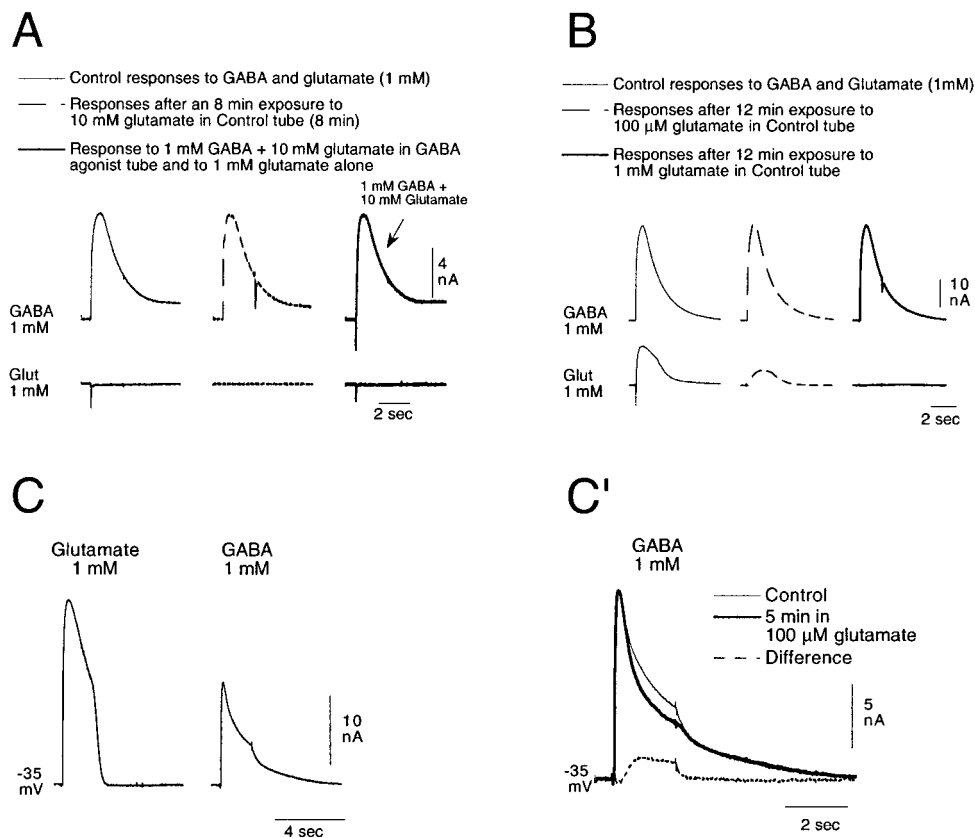 A
Control responses to GABA and glutamate (1 mM)
Responses after an 8 min exposure to
10 mM glutamate in Control tube (8 min)
Response to 1 mM GABA + 10 mM glutamate in GABA
agonist tube and to 1 mM glutamate alone
1 mM GABA +
10 mM Glutamate
4
nA
GABA
1 mM
Glut
1 mM
2 sec
B
Control responses to GABA and Glutamate (1mM)
Responses after 12 min exposure to
100 µM glutamate in Control tube
Responses after 12 min exposure to
1 mM glutamate in Control tube
10
nA
GABA
1 mM
Glut
1 mM
2 sec
C
Glutamate
1 mM
GABA
1 mM
10
nA
-35
mV
4 sec
C'
GABA
1 mM
Control
5 min in
100 µM glutamate
Difference
5
nA
-35
mV
2 sec